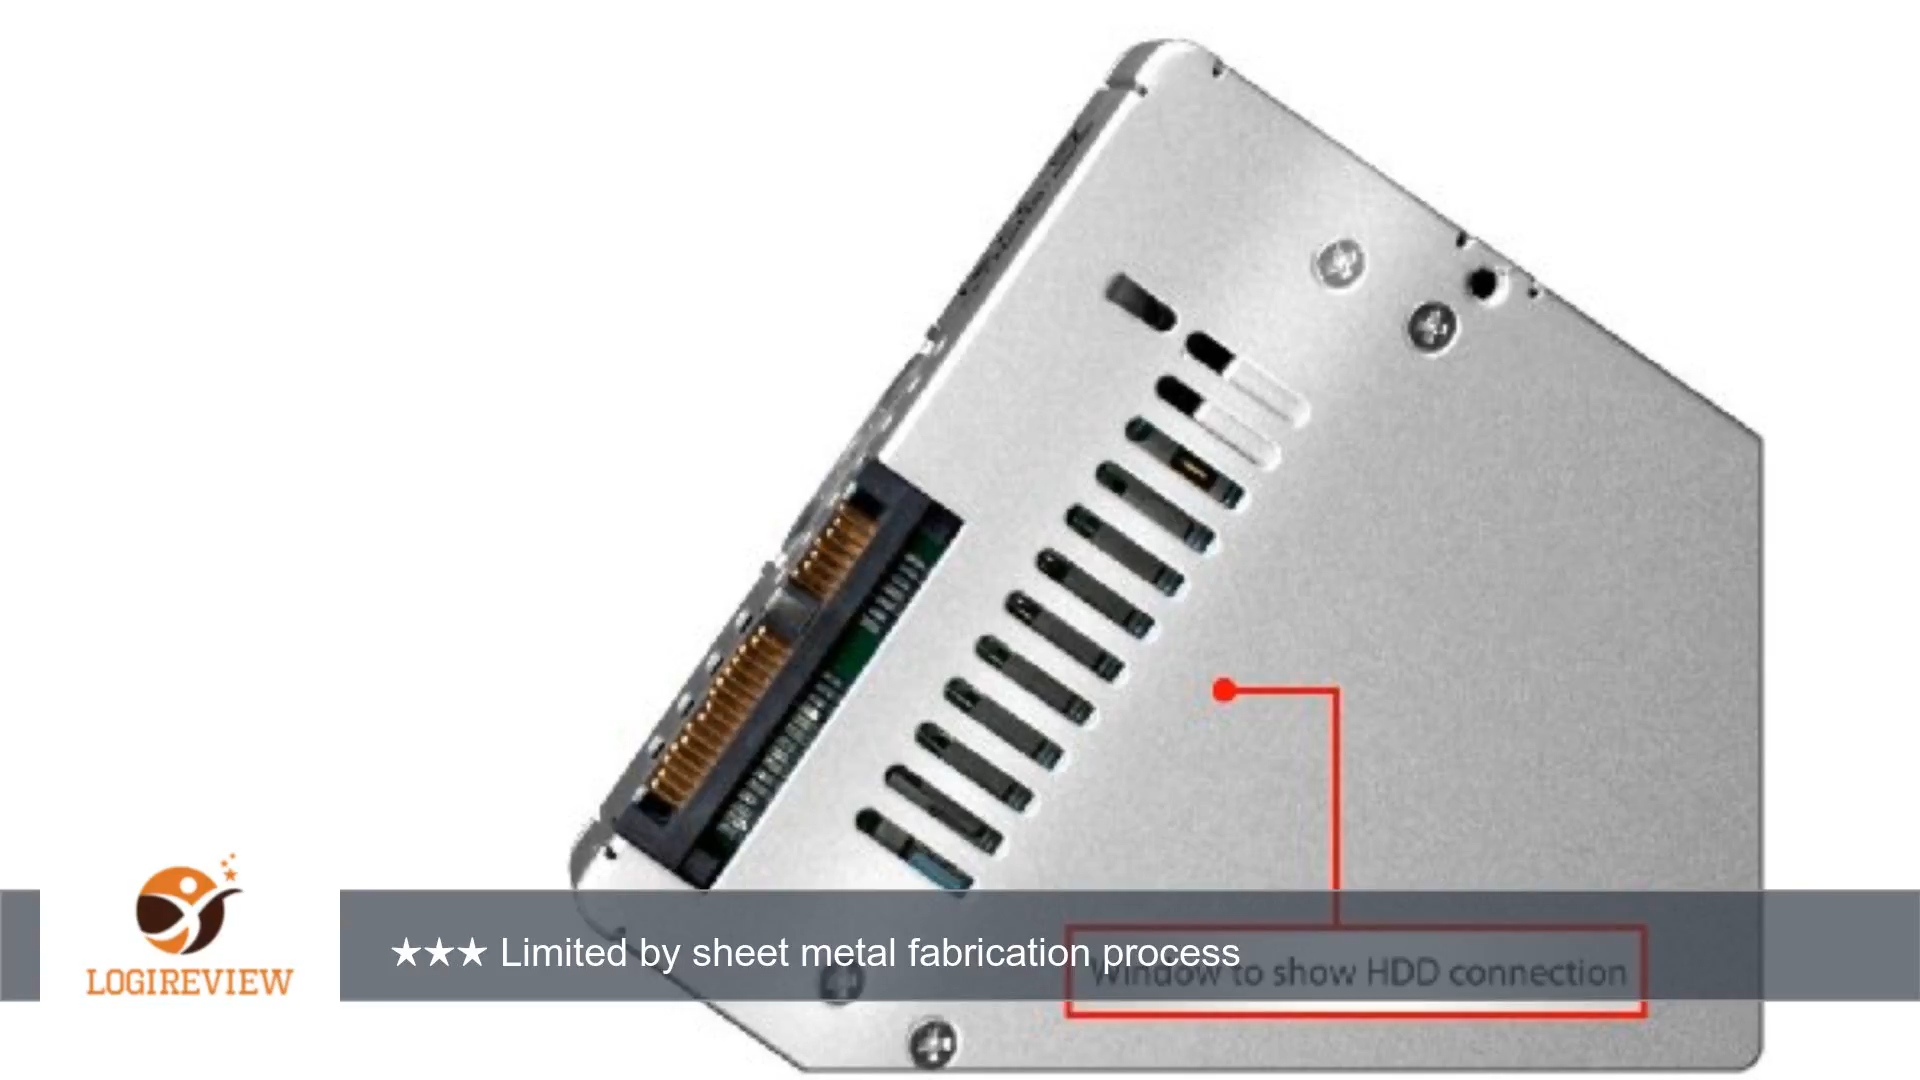 ★★★ Limited by sheet metal fabrication process
Window to show HDD connection
LOGIREVIEW